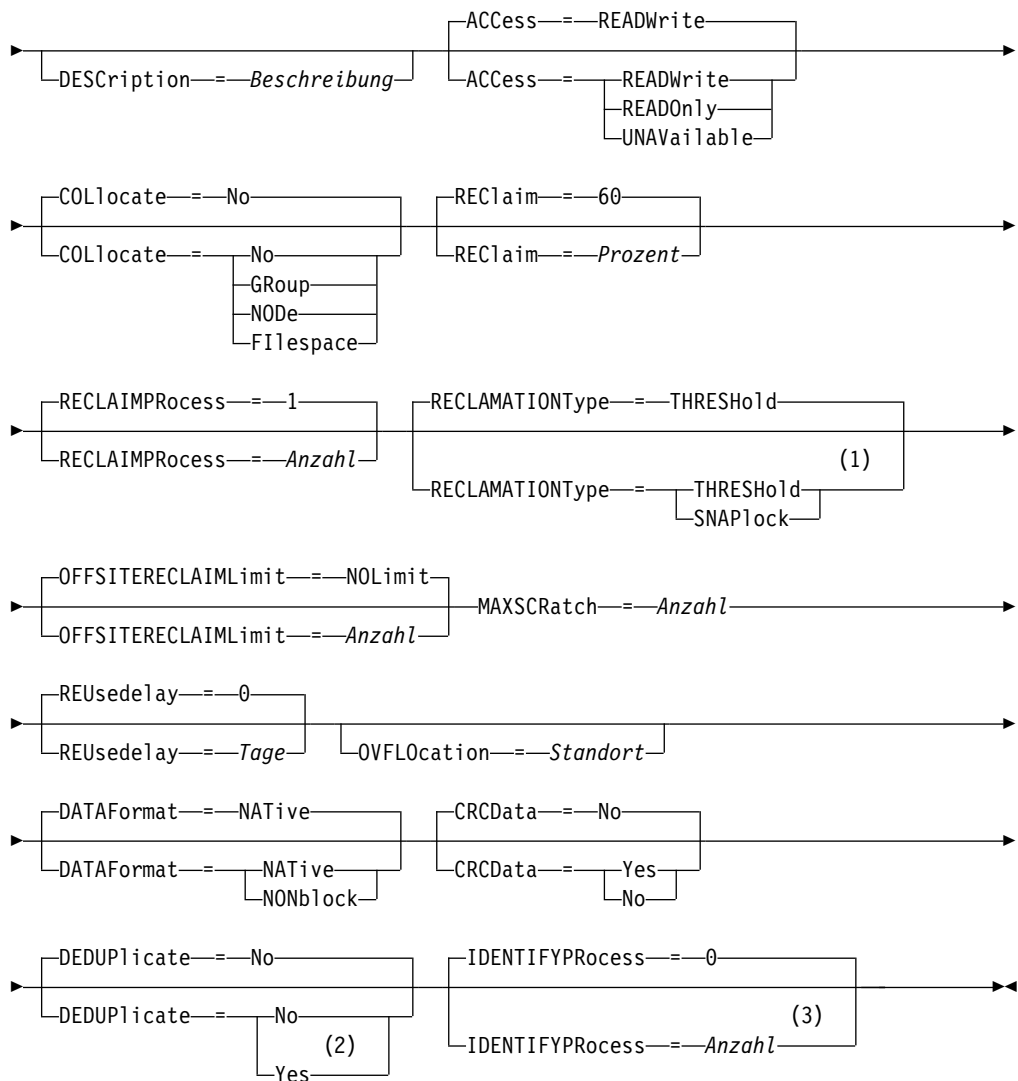 ACCess = READWrite
DESCription = Beschreibung ACCess = READWrite
READOnly
UNAVailable
COLlocate = No REClaim = 60
COLlocate = No REClaim = Prozent
GRoup
NODe
FIlespace
RECLAIMPRocess = 1 RECLAMATIONType = THRESHold
RECLAIMPRocess = Anzahl (1)
RECLAMATIONType = THRESHold
SNAPlock
OFFSITERECLAIMLimit = NOLimit MAXSCRatch = Anzahl
OFFSITERECLAIMLimit = Anzahl
REUsedelay = 0
REUsedelay = Tage OVFLOcation = Standort
DATAFormat = NATive CRCData = No
DATAFormat = NATive CRCData = Yes
NONblock No
DEDUPlicate = No IDENTIFYPRocess = 0
DEDUPlicate = No (3)
(2) IDENTIFYPRocess = Anzahl
Yes